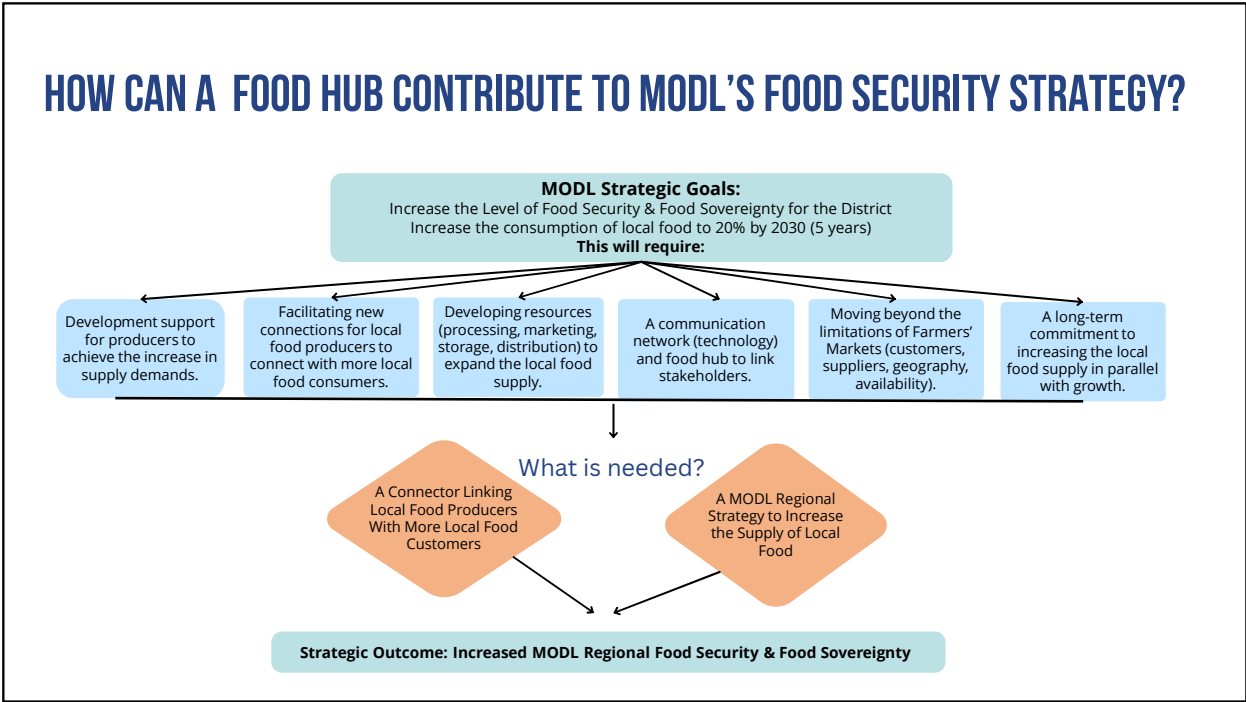 HOW CAN A FOOD HUB CONTRIBUTE TO MODL'S FOOD SECURITY STRATEGY?
MODL Strategic Goals:
Increase the Level of Food Security & Food Sovereignty for the District
Increase the consumption of local food to 20% by 2030 (5 years)
This will require:
Development support
for producers to
achieve the increase in
supply demands.
Facilitating new
connections for local
food producers to
connect with more local
food consumers.
Developing resources
(processing, marketing,
storage, distribution) to
expand the local food
supply.
A communication
network (technology)
and food hub to link
stakeholders.
Moving beyond the
limitations of Farmers'
Markets (customers,
suppliers, geography,
availability).
A long-term
commitment to
increasing the local
food supply in parallel
with growth.
What is needed?
A Connector Linking
Local Food Producers
With More Local Food
Customers
A MODL Regional
Strategy to Increase
the Supply of Local
Food
Strategic Outcome: Increased MODL Regional Food Security & Food Sovereignty